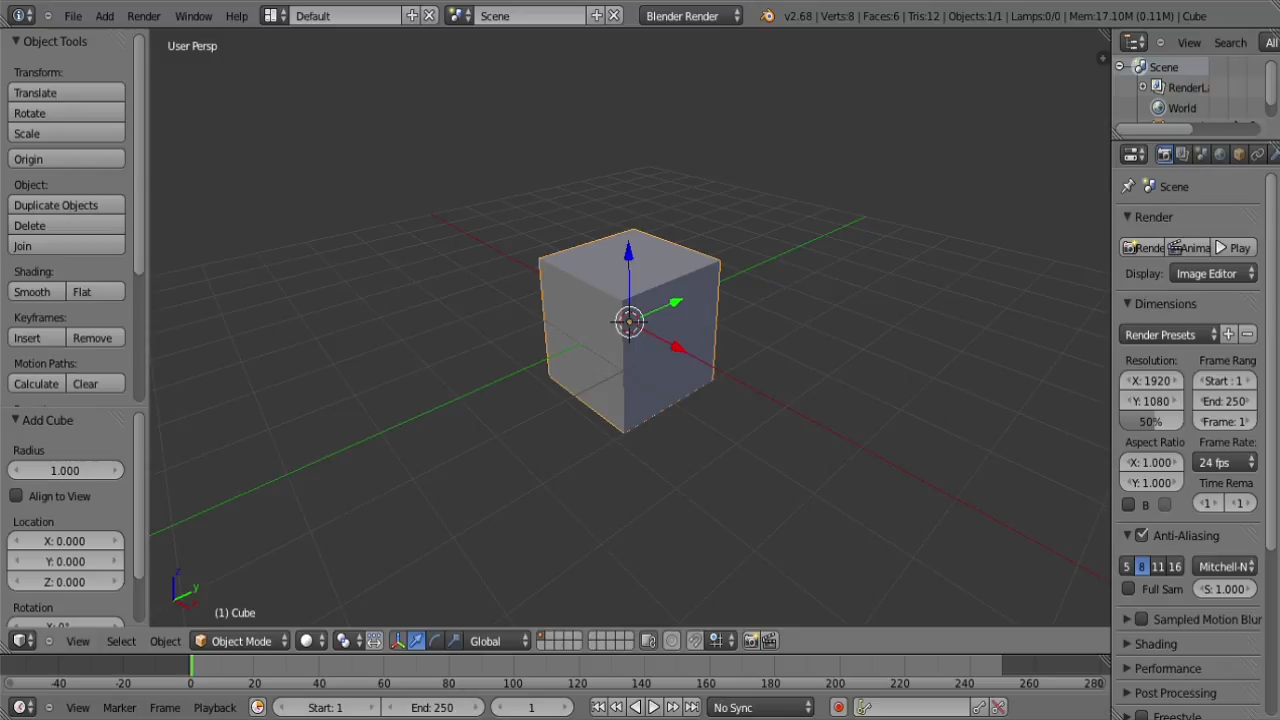 File Add Render Window Help Default Scene Blender Render v2.68 | Verts:8 | Faces:6 | Tris:12 | Objects:1/1 | Lamps:0/0 | Mem:17.10M (0.11M) | Cube
Object Tools
Transform:
Translate
Rotate
Scale
Origin
Object:
Duplicate Objects
Delete
Join
Shading:
Smooth Flat
Keyframes:
Insert Remove
Motion Paths:
Calculate Clear
Add Cube
Radius
1.000
Align to View
Location
X: 0.000
Y: 0.000
Z: 0.000
Rotation
User Persp
z
y
x
(1) Cube
View Select Object Object Mode Global
-40 -20 0 20 40 60 80 100 120 140 160 180 200 220 240 260 280
View Marker Frame Playback Start: 1 End: 250 1 No Sync
View Search All
Scene
RenderLa
World
Scene
Render
Rende Anima Play
Display: Image Editor
Dimensions
Render Presets
Resolution: Frame Rang
X: 1920 Start : 1
Y: 1080 End: 250
50% Frame: 1
Aspect Ratio Frame Rate:
X: 1.000 24 fps
Y: 1.000 Time Rema
B 1 1
Anti-Aliasing
5 8 11 16 Mitchell-N
Full Sam S: 1.000
Sampled Motion Blur
Shading
Performance
Post Processing
Freestyle